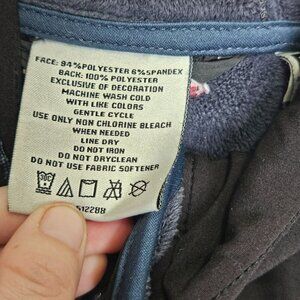 FACE: 94%POLYESTER 6%SPANDEX
BACK: 100% POLYESTER
EXCLUSIVE OF DECORATION
MACHINE WASH COLD
WITH LIKE COLORS
GENTLE CYCLE
USE ONLY NON CHLORINE BLEACH
WHEN NEEDED
LINE DRY
DO NOT IRON
DO NOT DRYCLEAN
DO NOT USE FABRIC SOFTENER
512288